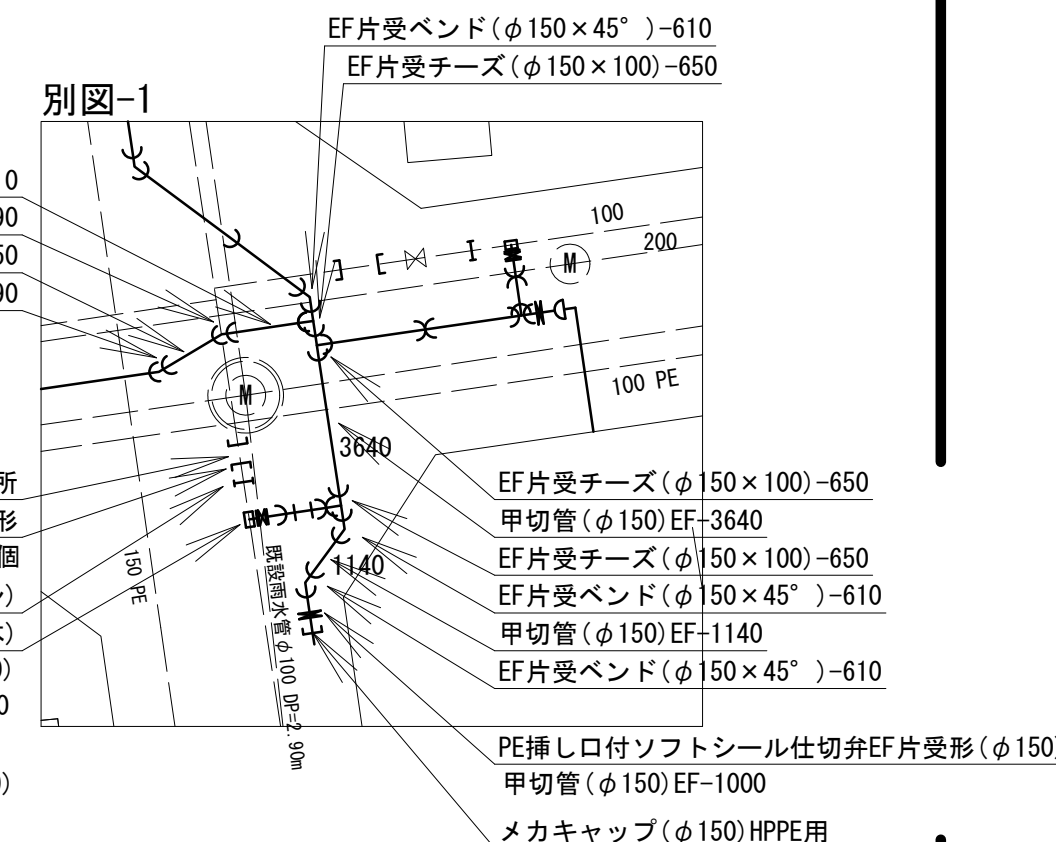 EF片受ベンド(φ150×45°)-610
EF片受チーズ(φ150×100)-650
別図-1
0
90
50
90
100
200
M
M
100 PE
3640
所
形
個
150 PE
既設雨水管φ100 DP=2.90m
1140
EF片受チーズ(φ150×100)-650
甲切管(φ150)EF-3640
EF片受チーズ(φ150×100)-650
EF片受ベンド(φ150×45°)-610
甲切管(φ150)EF-1140
EF片受ベンド(φ150×45°)-610
PE挿し口付ソフトシール仕切弁EF片受形(φ150)
甲切管(φ150)EF-1000
メカキャップ(φ150)HPPE用